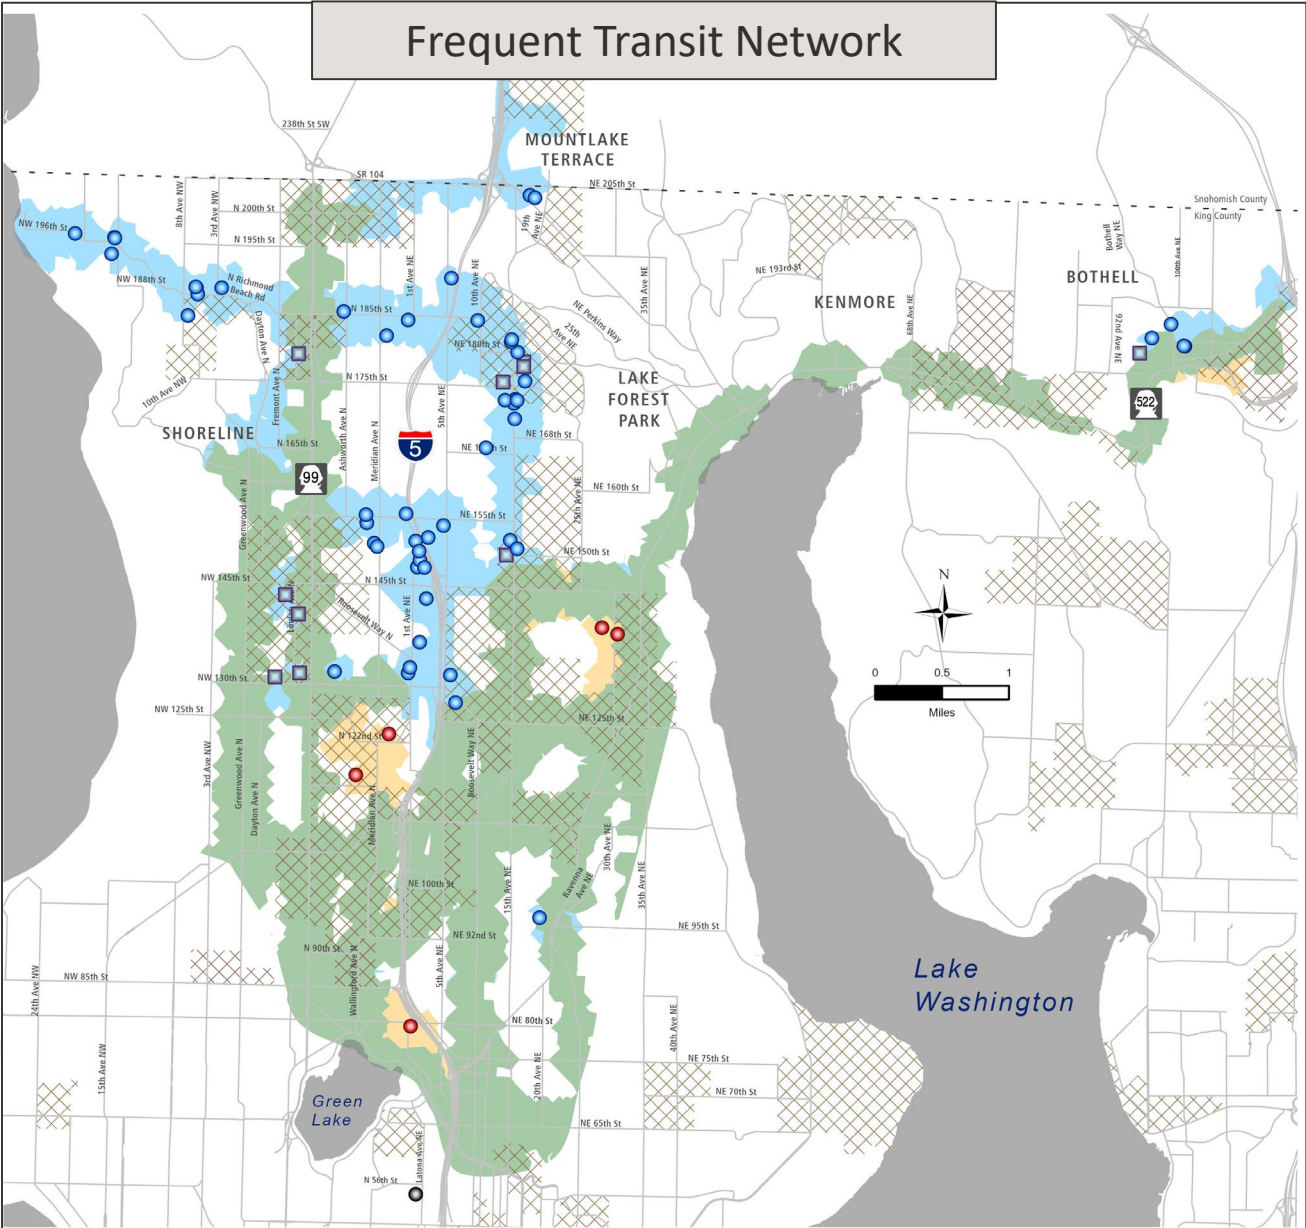 Frequent Transit Network
238th St SW
MOUNTLAKE
TERRACE
SR 104
NE 205th St
Snohomish County
King County
8th Ave NW
3rd Ave NW
N 200th St
19th
Ave NE
NW 196th St
N 195th St
Bothell
Way NE
100th Ave NE
1st Ave NE
10th Ave NE
35th Ave NE
NE 193rd St
BOTHELL
NW 188th St
N Richmond
Beach Rd
KENMORE
68th Ave NE
N 185th St
NE Perkins Way
25th
Ave NE
Dayton Ave N
NE 180th St
92nd Ave NE
N 175th St
LAKE
FOREST
PARK
10th Ave NW
Fremont Ave N
5th Ave NE
522
SHORELINE
N 165th St
Ashworth Ave N
Meridian Ave N
5
NE 168th St
99
NE 160th St
25th Ave NE
Greenwood Ave N
NE 155th St
NE 150th St
NW 145th St
N 145th St
N
Roosevelt Way N
1st Ave NE
0 0.5 1
Miles
NW 130th St.
NW 125th St
NE 125th St
N 122nd St
3rd Ave NW
Greenwood Ave N
Dayton Ave N
Meridian Ave N
Roosevelt Way NE
30th Ave NE
35th Ave NE
15th Ave NE
Ravenna
Ave NE
NE 100th St
NE 95th St
NE 92nd St
N 90th St
Wallingford Ave N
5th Ave NE
NW 85th St
24th Ave NW
Lake
Washington
NE 80th St
40th Ave NE
15th Ave NW
20th Ave NE
NE 75th St
NE 70th St
Green
Lake
NE 65th St
Latona Ave NE
N 56th St